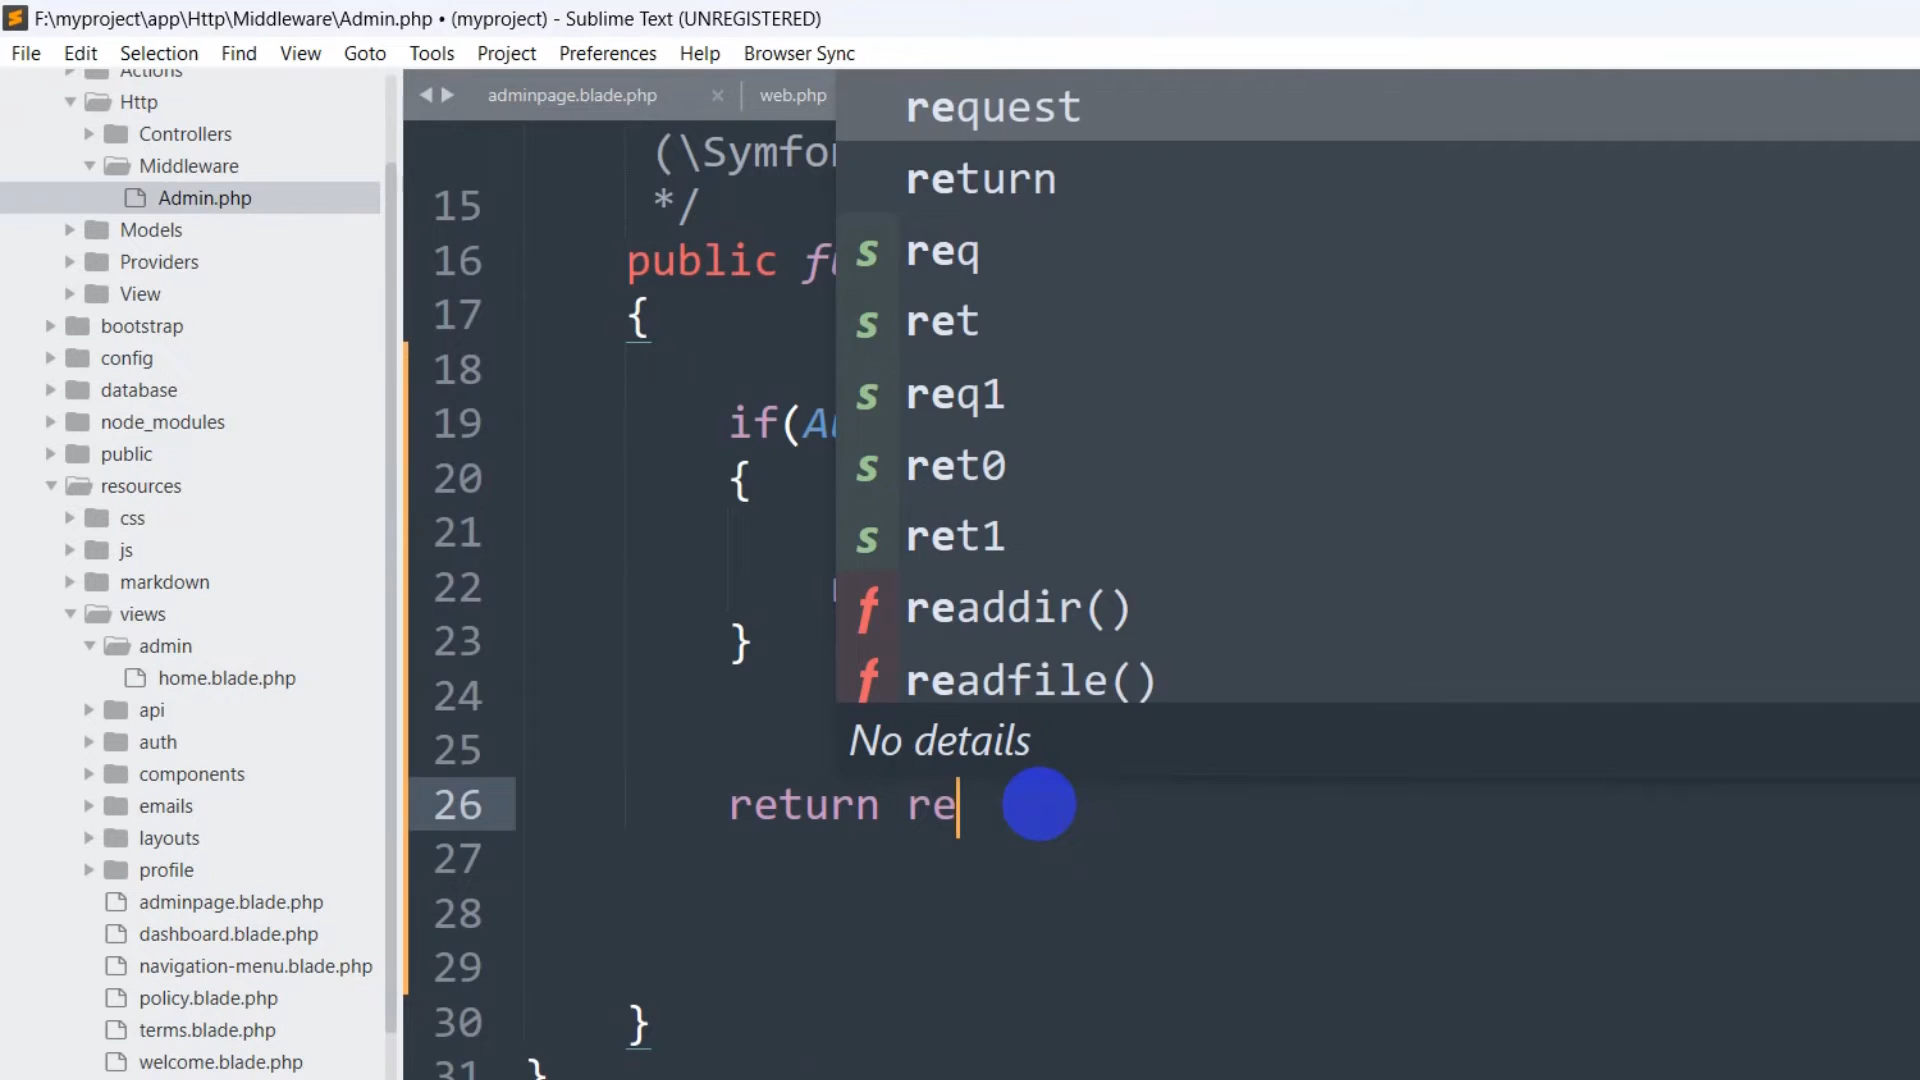 F:\myproject\app\Http\Middleware\Admin.php • (myproject) - Sublime Text (UNREGISTERED)
File Edit Selection Find View Goto Tools Project Preferences Help Browser Sync
Actions
Http
Controllers
Middleware
Admin.php
Models
Providers
View
bootstrap
config
database
node_modules
public
resources
css
js
markdown
views
admin
home.blade.php
api
auth
components
emails
layouts
profile
adminpage.blade.php
dashboard.blade.php
navigation-menu.blade.php
policy.blade.php
terms.blade.php
welcome.blade.php
adminpage.blade.php × web.php
(\Symfo
15 */
16 public
17 {
18
19 if(
20 {
21
22
23 }
24
25
26 return re
27
28
29
30 }
31 }
request
return
s req
s ret
s req1
s ret0
s ret1
f readdir()
f readfile()
No details